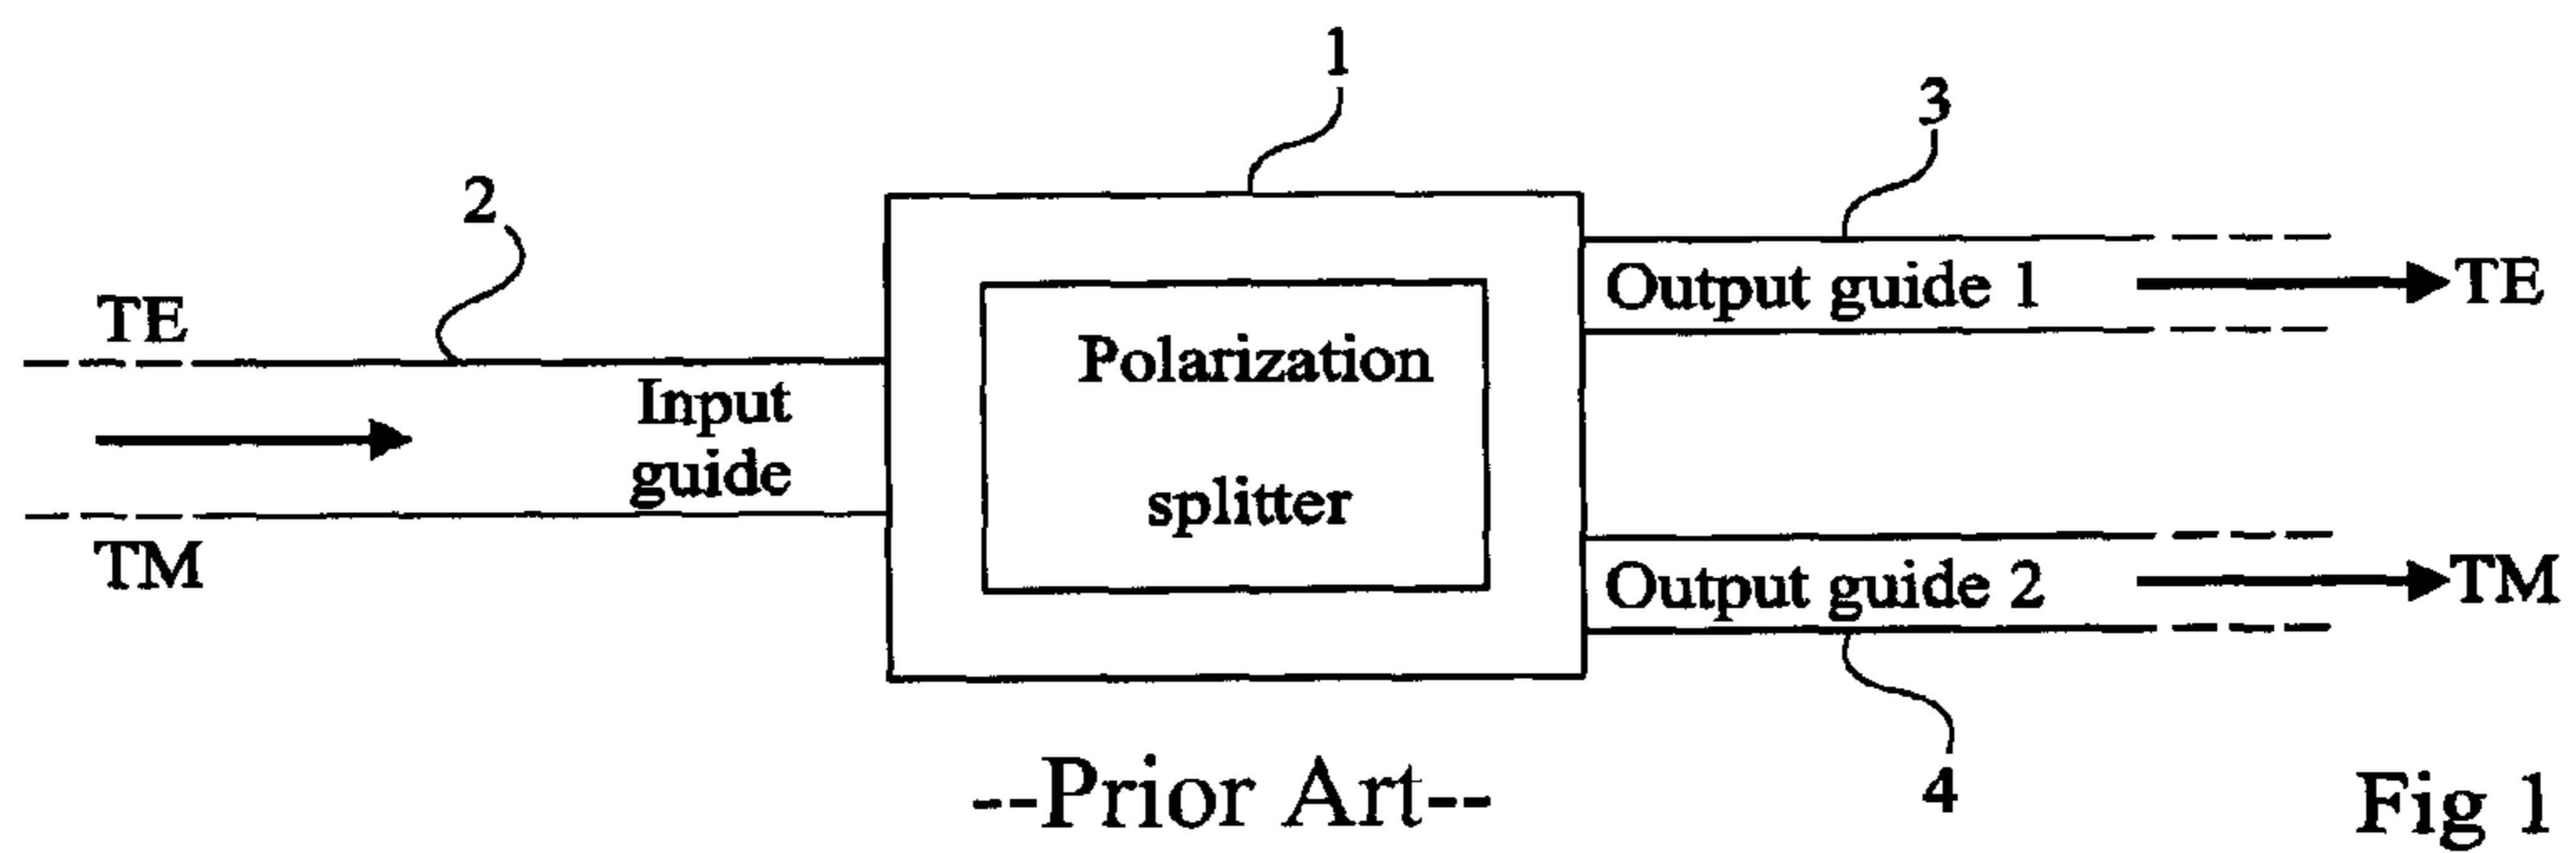 1
3
2
TE
Output guide 1
TE
Polarization
Input
guide
splitter
TM
Output guide 2
TM
4
--Prior Art--
Fig 1